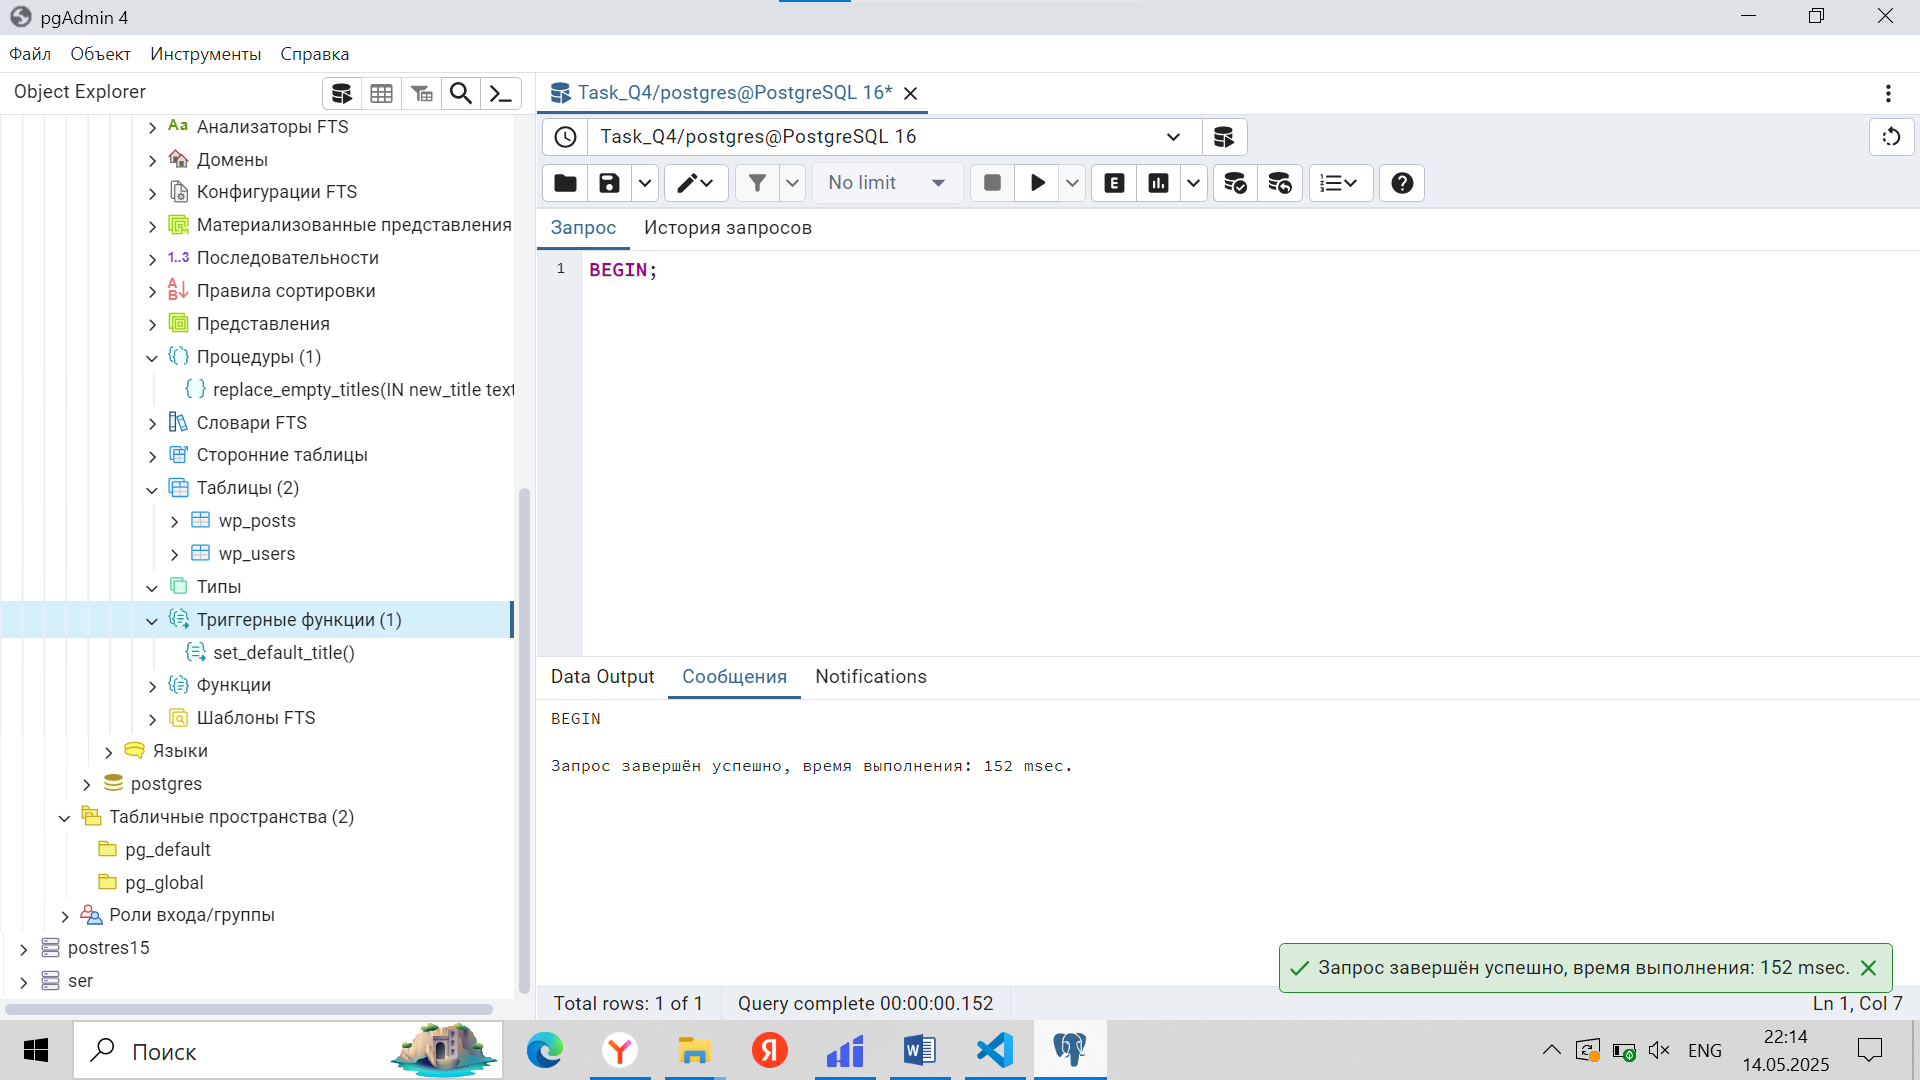 pgAdmin 4
Файл Объект Инструменты Справка
Object Explorer
Аа Анализаторы FTS
Домены
Конфигурации FTS
Материализованные представления
1..3 Последовательности
Правила сортировки
Представления
Процедуры (1)
replace_empty_titles(IN new_title text
Словари FTS
Сторонние таблицы
Таблицы (2)
wp_posts
wp_users
Типы
Триггерные функции (1)
set_default_title()
Функции
Шаблоны FTS
Языки
postgres
Табличные пространства (2)
pg_default
pg_global
Роли входа/группы
postres15
ser
Task_Q4/postgres@PostgreSQL 16*
Task_Q4/postgres@PostgreSQL 16
No limit
E
Запрос История запросов
1 BEGIN;
Data Output Сообщения Notifications
BEGIN
Запрос завершён успешно, время выполнения: 152 msec.
Запрос завершён успешно, время выполнения: 152 msec.
Total rows: 1 of 1 Query complete 00:00:00.152 Ln 1, Col 7
Поиск
ENG
22:14
14.05.2025